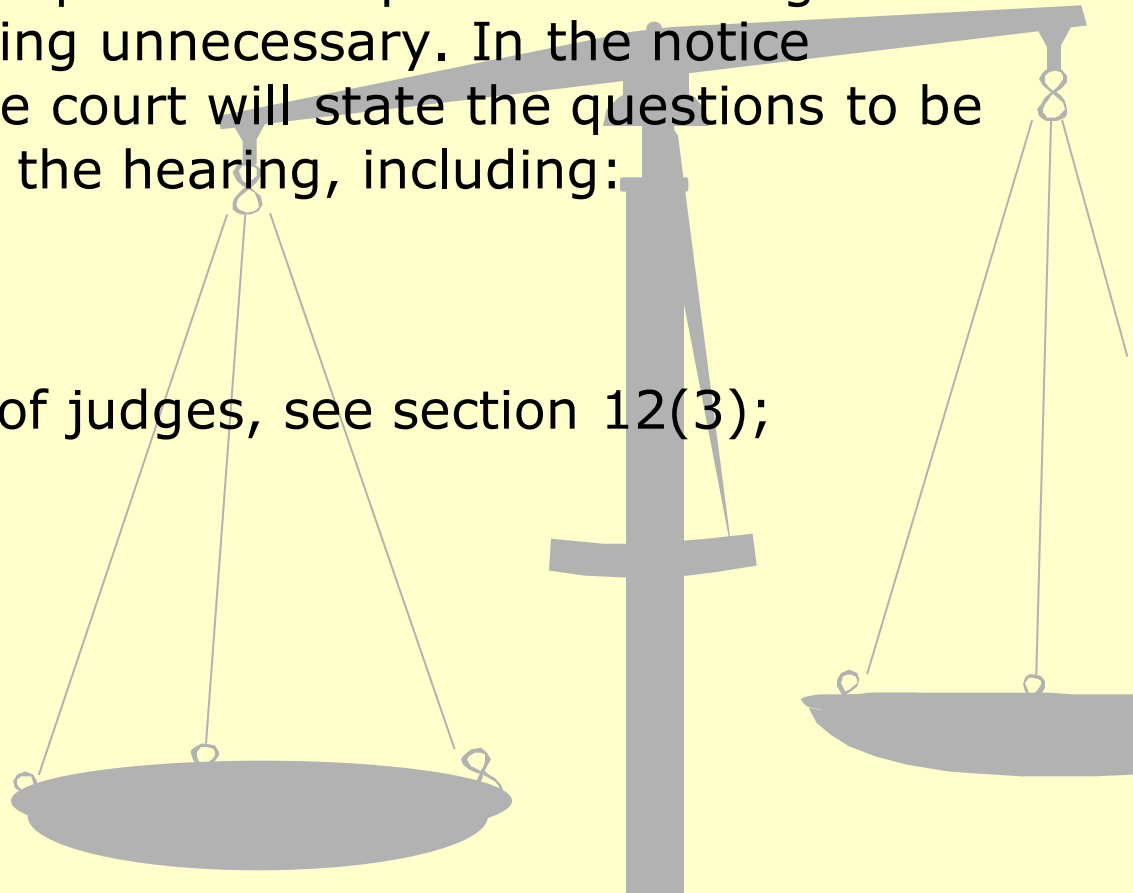 ing unnecessary. In the notice
e court will state the questions to be
the hearing, including:
of judges, see section 12(3);